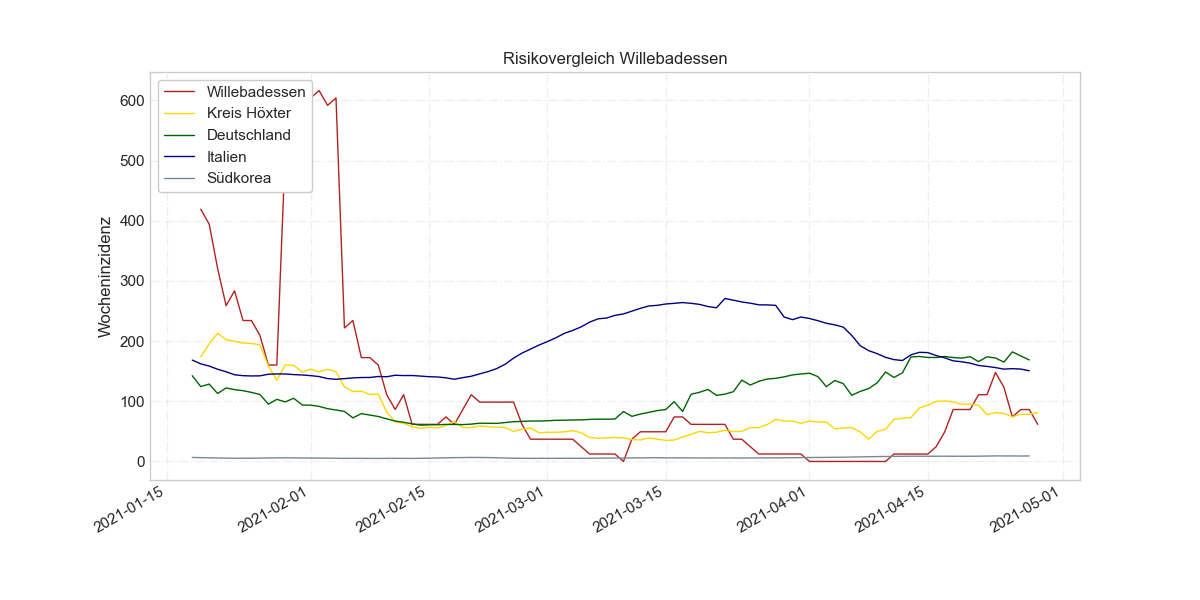 Risikovergleich Willebadessen
Willebadessen
Kreis Höxter
Deutschland
Italien
Südkorea
Wocheninzidenz
600
500
400
300
200
100
0
2021-01-15
2021-02-01
2021-02-15
2021-03-01
2021-03-15
2021-04-01
2021-04-15
2021-05-01